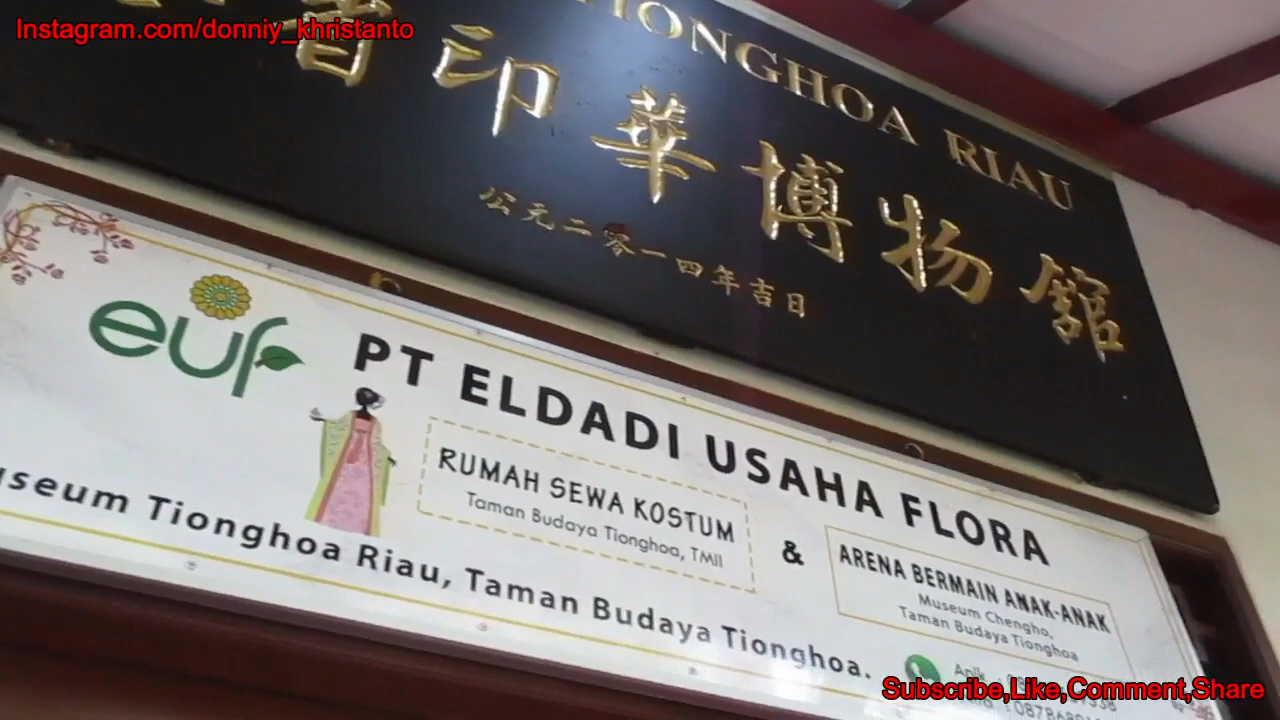 Instagram.com/donniy_khristanto
TIONGHOA RIAU
省印華博物館
公元二零一四年吉日
euf
PT ELDADI USAHA FLORA
RUMAH SEWA KOSTUM
Taman Budaya Tionghoa, TMII
&
ARENA BERMAIN ANAK-ANAK
Museum Chengho,
Taman Budaya Tionghoa
Museum Tionghoa Riau, Taman Budaya Tionghoa.
Subscribe,Like,Comment,Share